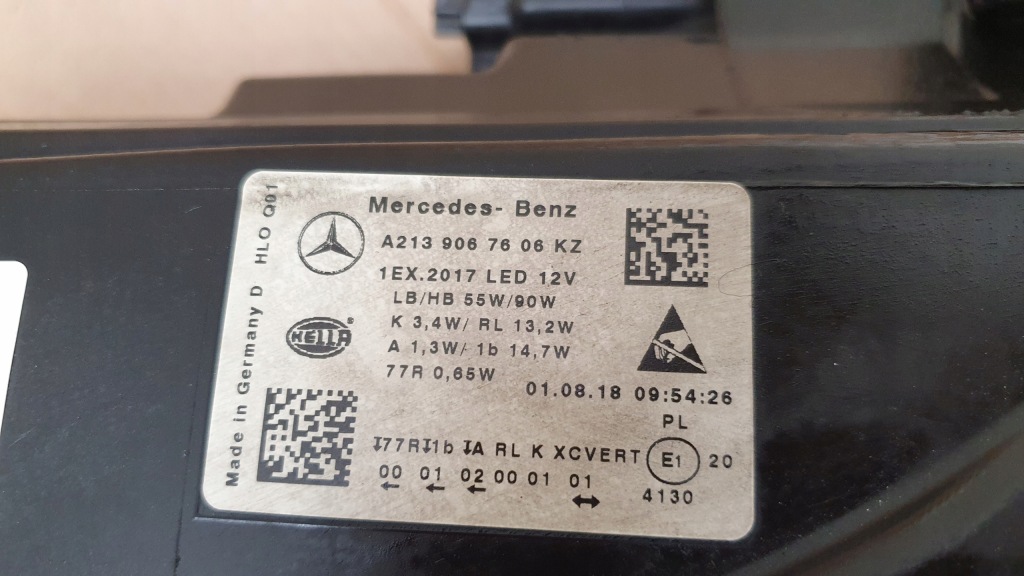 Mercedes- Benz
A213 906 76 06 KZ
1EX.2017 LED 12V
LB/HB 55W/90W
K 3,4W/ RL 13,2W
A 1,3W/ 1b 14,7W
77R 0,65W
01.08.18 09:54:26
PL
HELLA®
Made in Germany D HLO Q01
77R 1b A RL K XCVERT E1 20
00 01 02 00 01 01 4130